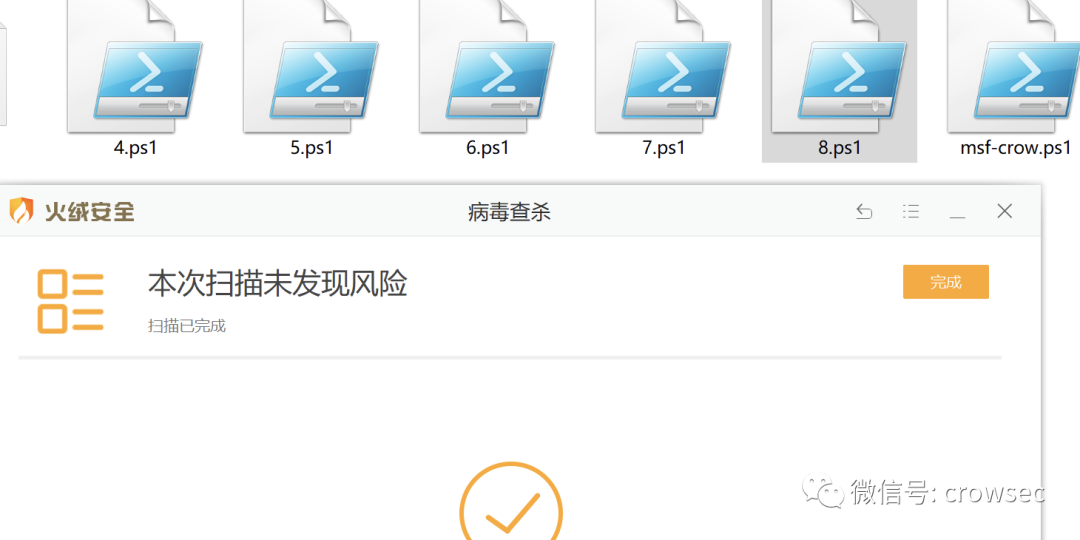 4.ps1
5.ps1
6.ps1
7.ps1
8.ps1
msf-crow.ps1
火绒安全
病毒查杀
本次扫描未发现风险
完成
扫描已完成
微信号: crowsec